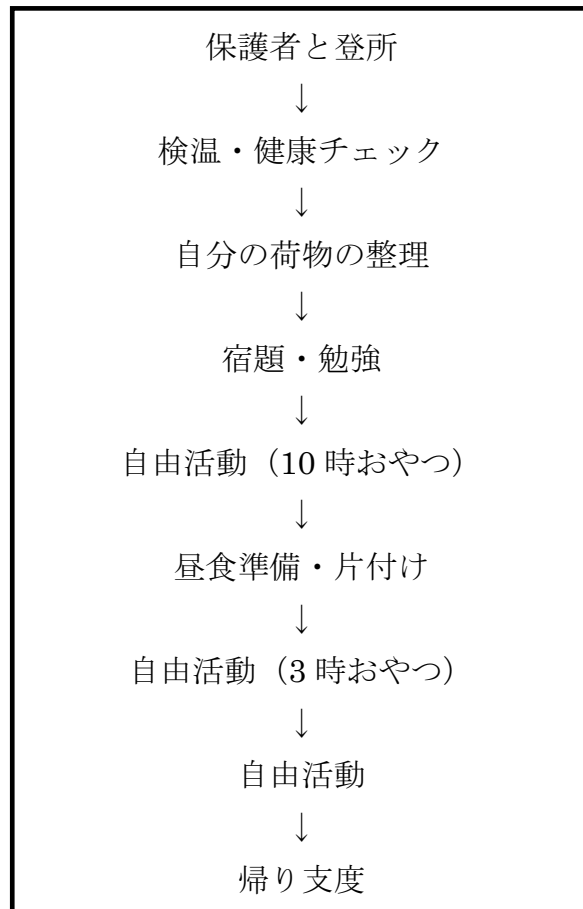 保護者と登所
↓
検温・健康チェック
↓
自分の荷物の整理
↓
宿題・勉強
↓
自由活動（10 時おやつ）
↓
昼食準備・片付け
↓
自由活動（3 時おやつ）
↓
自由活動
↓
帰り支度